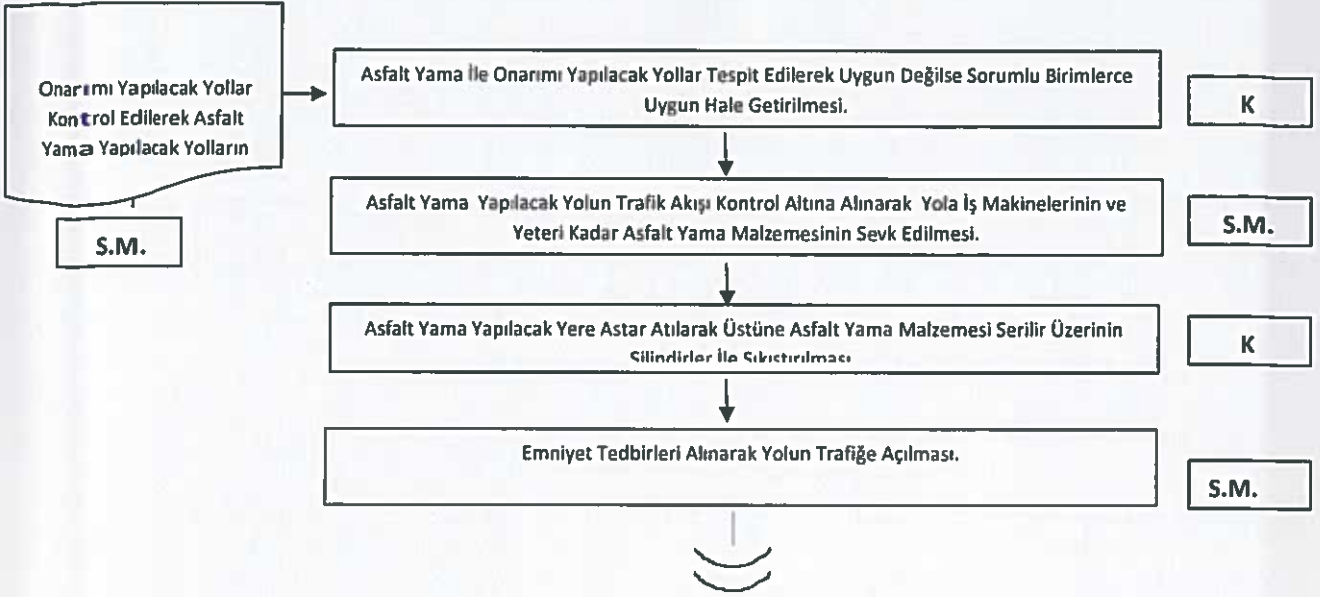 Onarımı Yapılacak Yollar
Kontrol Edilerek Asfalt
Yama Yapılacak Yolların
S.M.
Asfalt Yama İle Onarımı Yapılacak Yollar Tespit Edilerek Uygun Değilse Sorumlu Birimlerce
Uygun Hale Getirilmesi.
K
Asfalt Yama Yapılacak Yolun Trafik Akışı Kontrol Altına Alınarak Yola İş Makinelerinin ve
Yeteri Kadar Asfalt Yama Malzemesinin Sevk Edilmesi.
S.M.
Asfalt Yama Yapılacak Yere Astar Atılarak Üstüne Asfalt Yama Malzemesi Serilir Üzerinin
Silindirler İle Sıkıştırılması
K
Emniyet Tedbirleri Alınarak Yolun Trafiğe Açılması.
S.M.